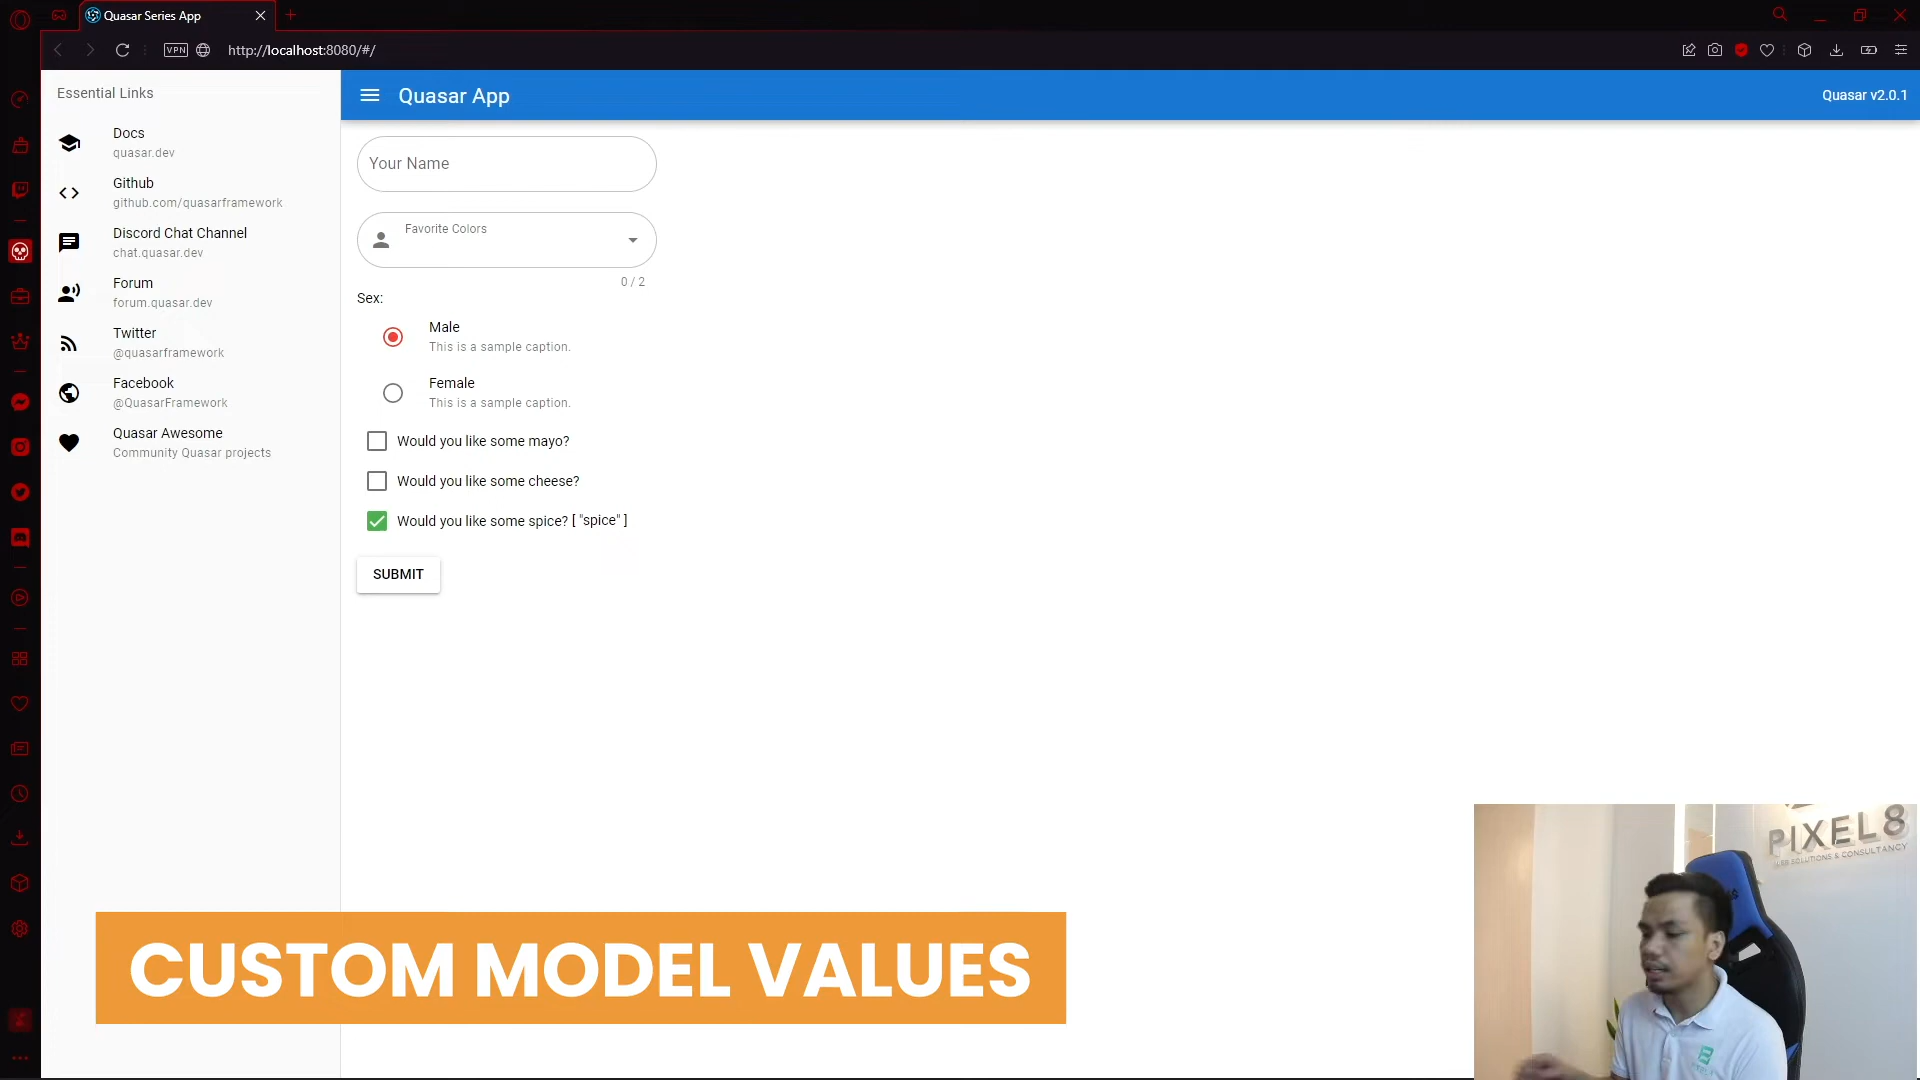 Quasar Series App
VPN
http://localhost:8080/#/
Essential Links
Docs
quasar.dev
Github
github.com/quasarframework
Discord Chat Channel
chat.quasar.dev
Forum
forum.quasar.dev
Twitter
@quasarframework
Facebook
@QuasarFramework
Quasar Awesome
Community Quasar projects
Quasar App
Quasar v2.0.1
Your Name
Favorite Colors
0 / 2
Sex:
Male
This is a sample caption.
Female
This is a sample caption.
Would you like some mayo?
Would you like some cheese?
Would you like some spice? [ "spice" ]
SUBMIT
CUSTOM MODEL VALUES
PIXEL8
WEB SOLUTIONS & CONSULTANCY